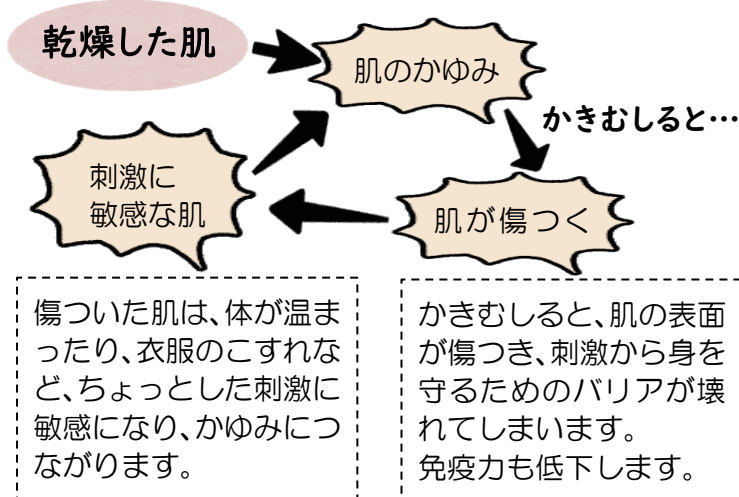 乾燥した肌
肌のかゆみ
かきむしると…
刺激に
敏感な肌
肌が傷つく
傷ついた肌は、体が温ま
ったり、衣服のこすれな
ど、ちょっとした刺激に
敏感になり、かゆみにつ
ながります。
かきむしると、肌の表面
が傷つき、刺激から身を
守るためのバリアが壊
れてしまいます。
免疫力も低下します。